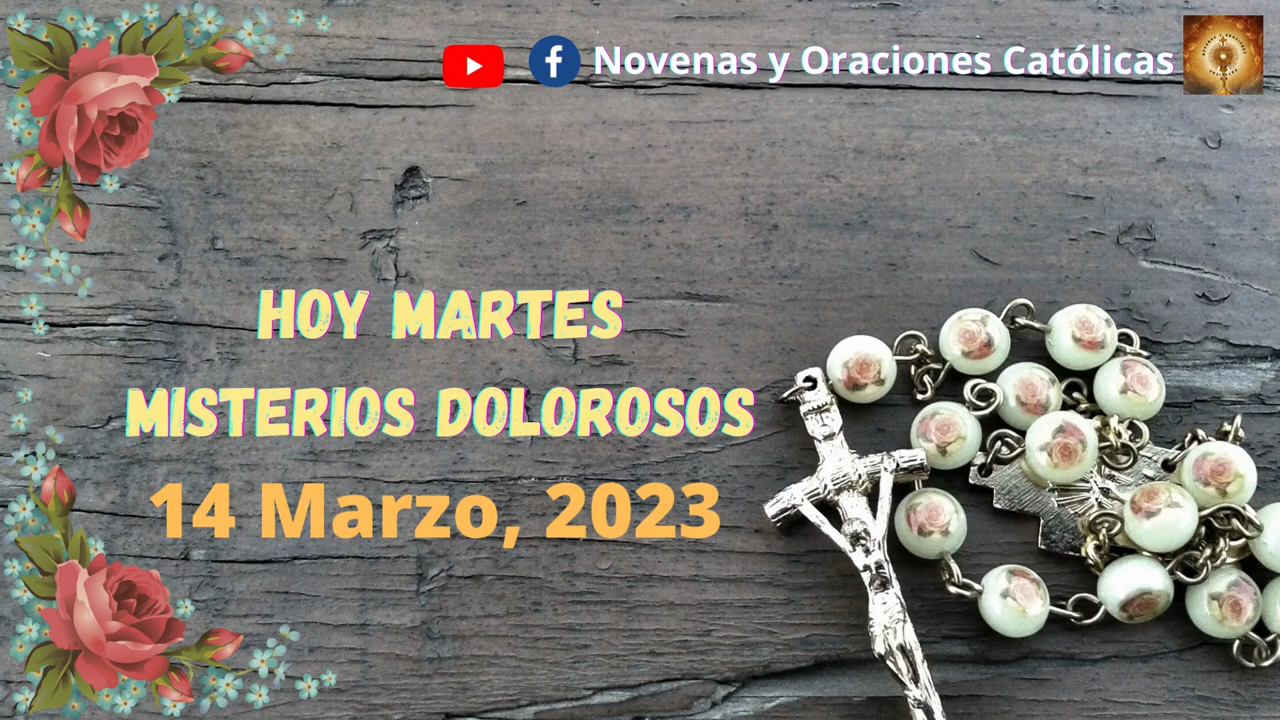 Novenas y Oraciones Católicas
HOY MARTES
MISTERIOS DOLOROSOS
14 Marzo, 2023